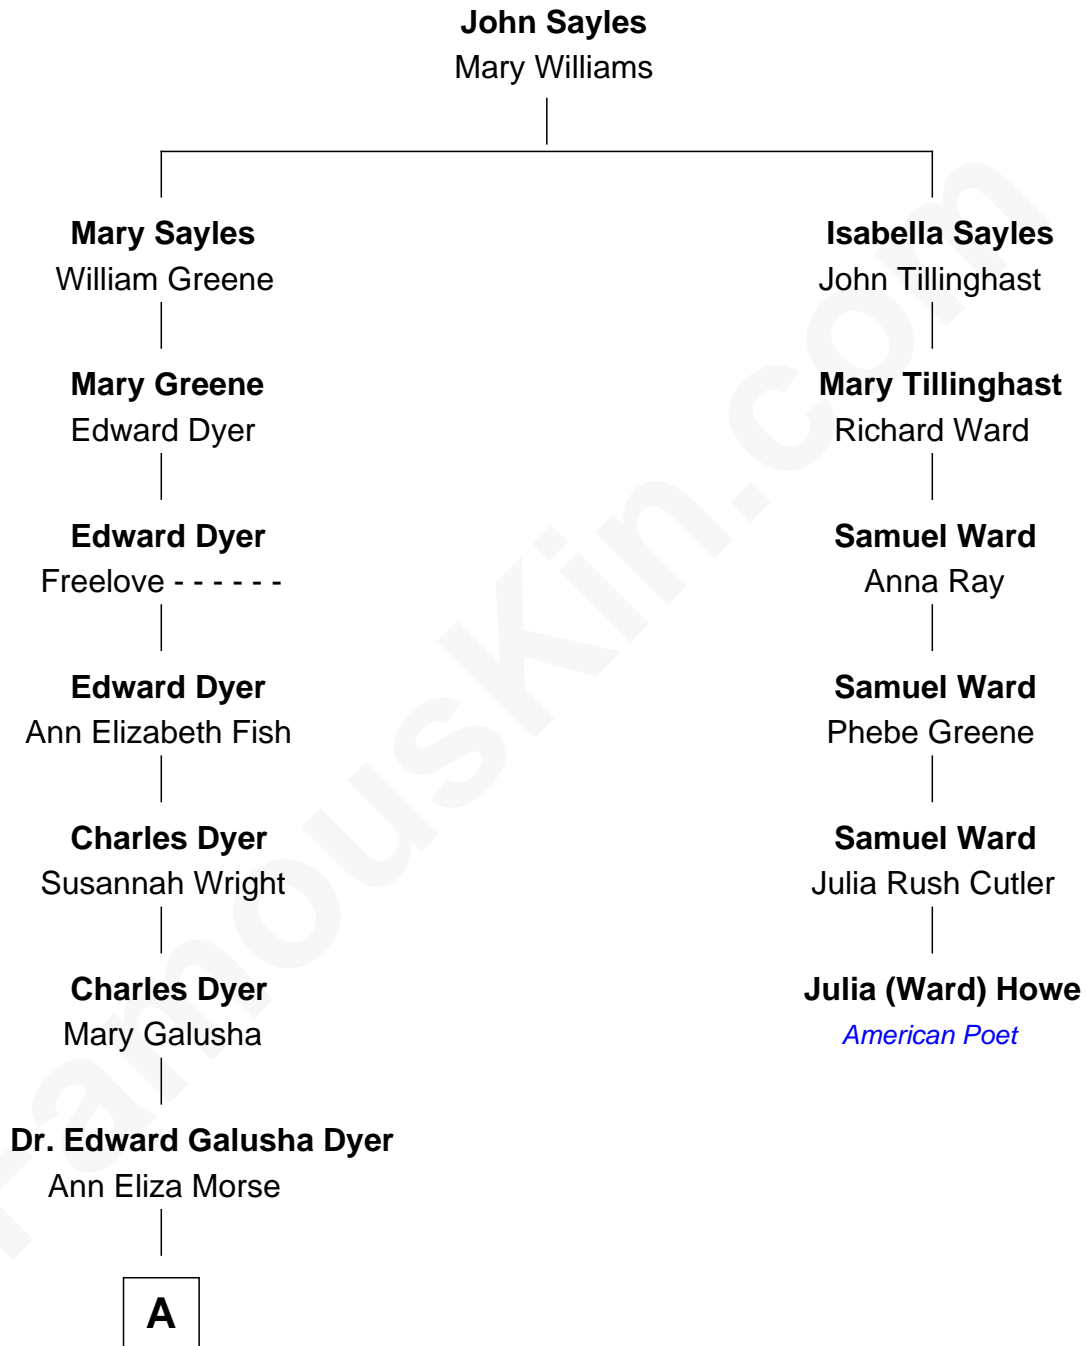 John Sayles
Mary Williams
Mary Sayles
William Greene
Isabella Sayles
John Tillinghast
Mary Greene
Edward Dyer
Mary Tillinghast
Richard Ward
Edward Dyer
Freelove - - - - - -
Samuel Ward
Anna Ray
Edward Dyer
Ann Elizabeth Fish
Samuel Ward
Phebe Greene
Charles Dyer
Susannah Wright
Samuel Ward
Julia Rush Cutler
Charles Dyer
Mary Galusha
Julia (Ward) Howe
American Poet
Dr. Edward Galusha Dyer
Ann Eliza Morse
A
FamousKin.com